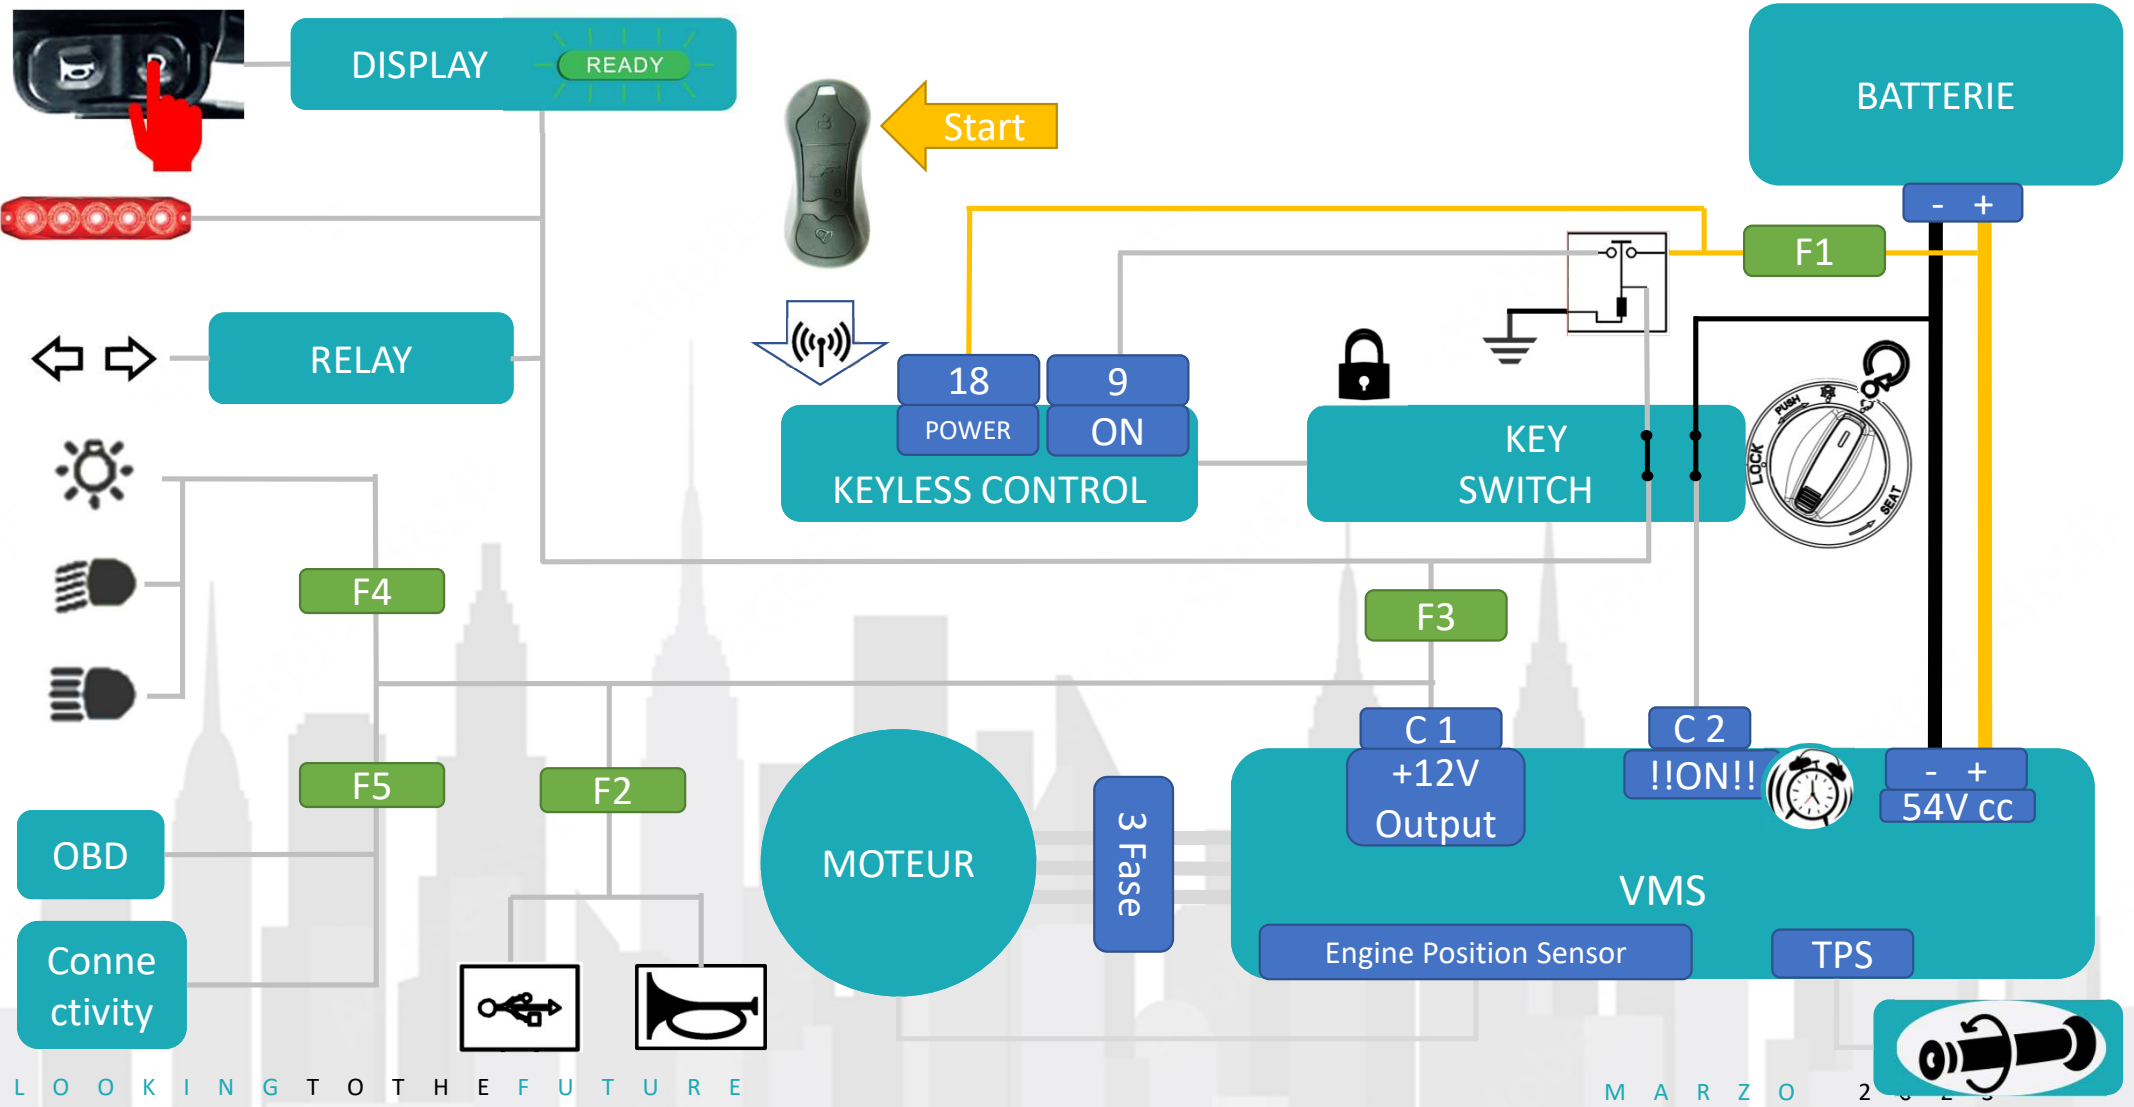 DISPLAY
READY
Start
BATTERIE
- +
F1
RELAY
18
9
POWER
ON
KEYLESS CONTROL
KEY
SWITCH
PUSH
LOCK
SEAT
F4
F3
C 1
C 2
+12V
Output
!!ON!!
- +
54V cc
F5
F2
OBD
MOTEUR
3 Fase
VMS
Conne
ctivity
Engine Position Sensor
TPS
LOOKINGTOTHEFUTURE
MARZO